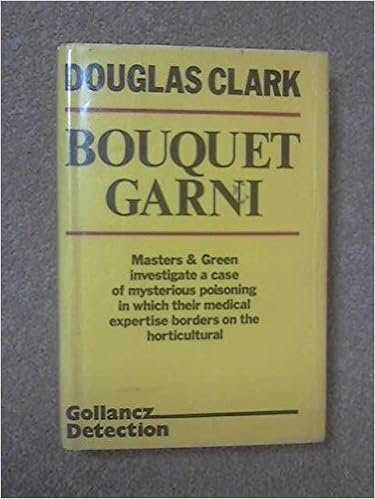 DOUGLAS CLARK
BOUQUET
GARNI
Masters & Green
investigate a case
of mysterious poisoning
in which their medical
expertise borders on the
horticultural
Gollancz
Detection